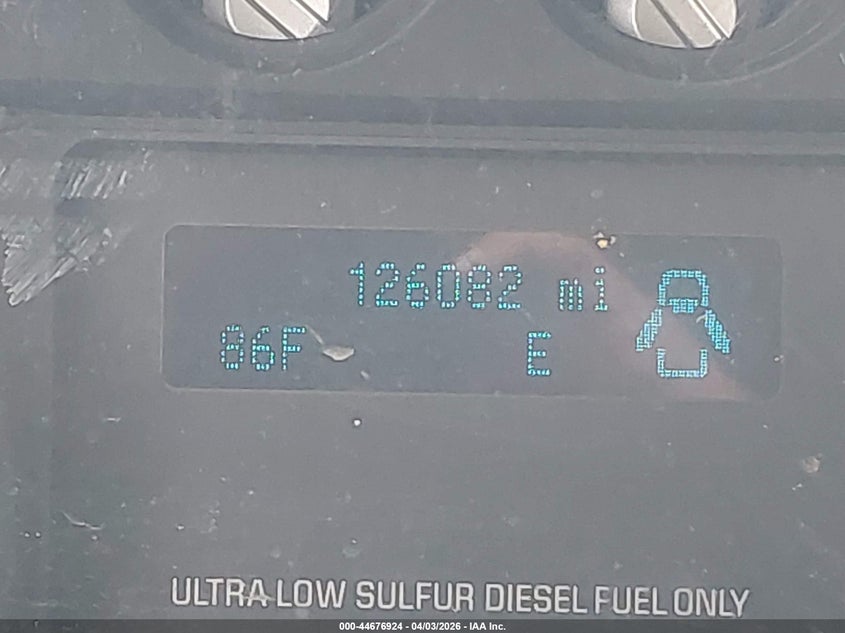 126082 mi
86F E
ULTRA LOW SULFUR DIESEL FUEL ONLY
000-44676924 - 04/03/2026 - IAA Inc.